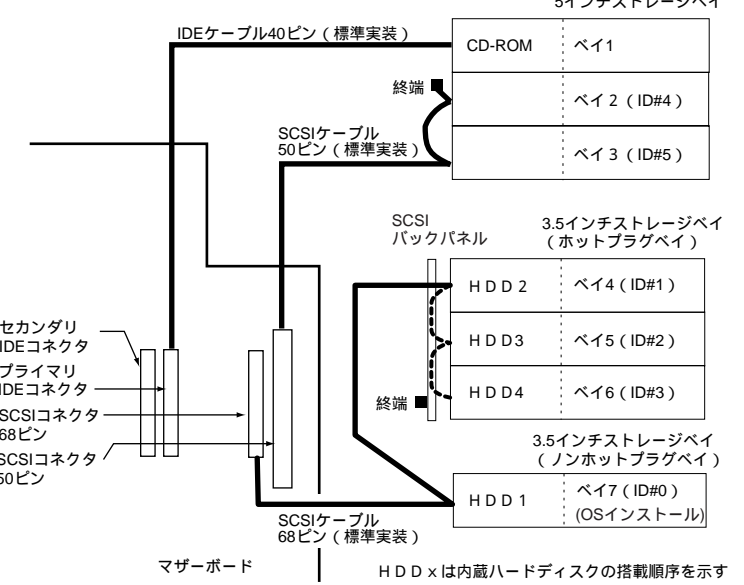 5インチストレージベイ
IDEケーブル40ピン（標準実装）
CD-ROM
ベイ1
終端
ベイ 2 （ID#4）
SCSIケーブル
50ピン（標準実装）
ベイ 3 （ID#5）
SCSI
バックパネル
3.5インチストレージベイ
（ホットプラグベイ）
ＨＤＤ2
ベイ4（ID#1）
ＨＤＤ3
ベイ5（ID#2）
ＨＤＤ4
ベイ6（ID#3）
終端
セカンダリ
IDEコネクタ
プライマリ
IDEコネクタ
SCSIコネクタ
68ピン
SCSIコネクタ
50ピン
3.5インチストレージベイ
（ノンホットプラグベイ）
ＨＤＤ1
ベイ7（ID#0）
(OSインストール)
SCSIケーブル
68ピン（標準実装）
マザーボード
ＨＤＤｘは内蔵ハードディスクの搭載順序を示す